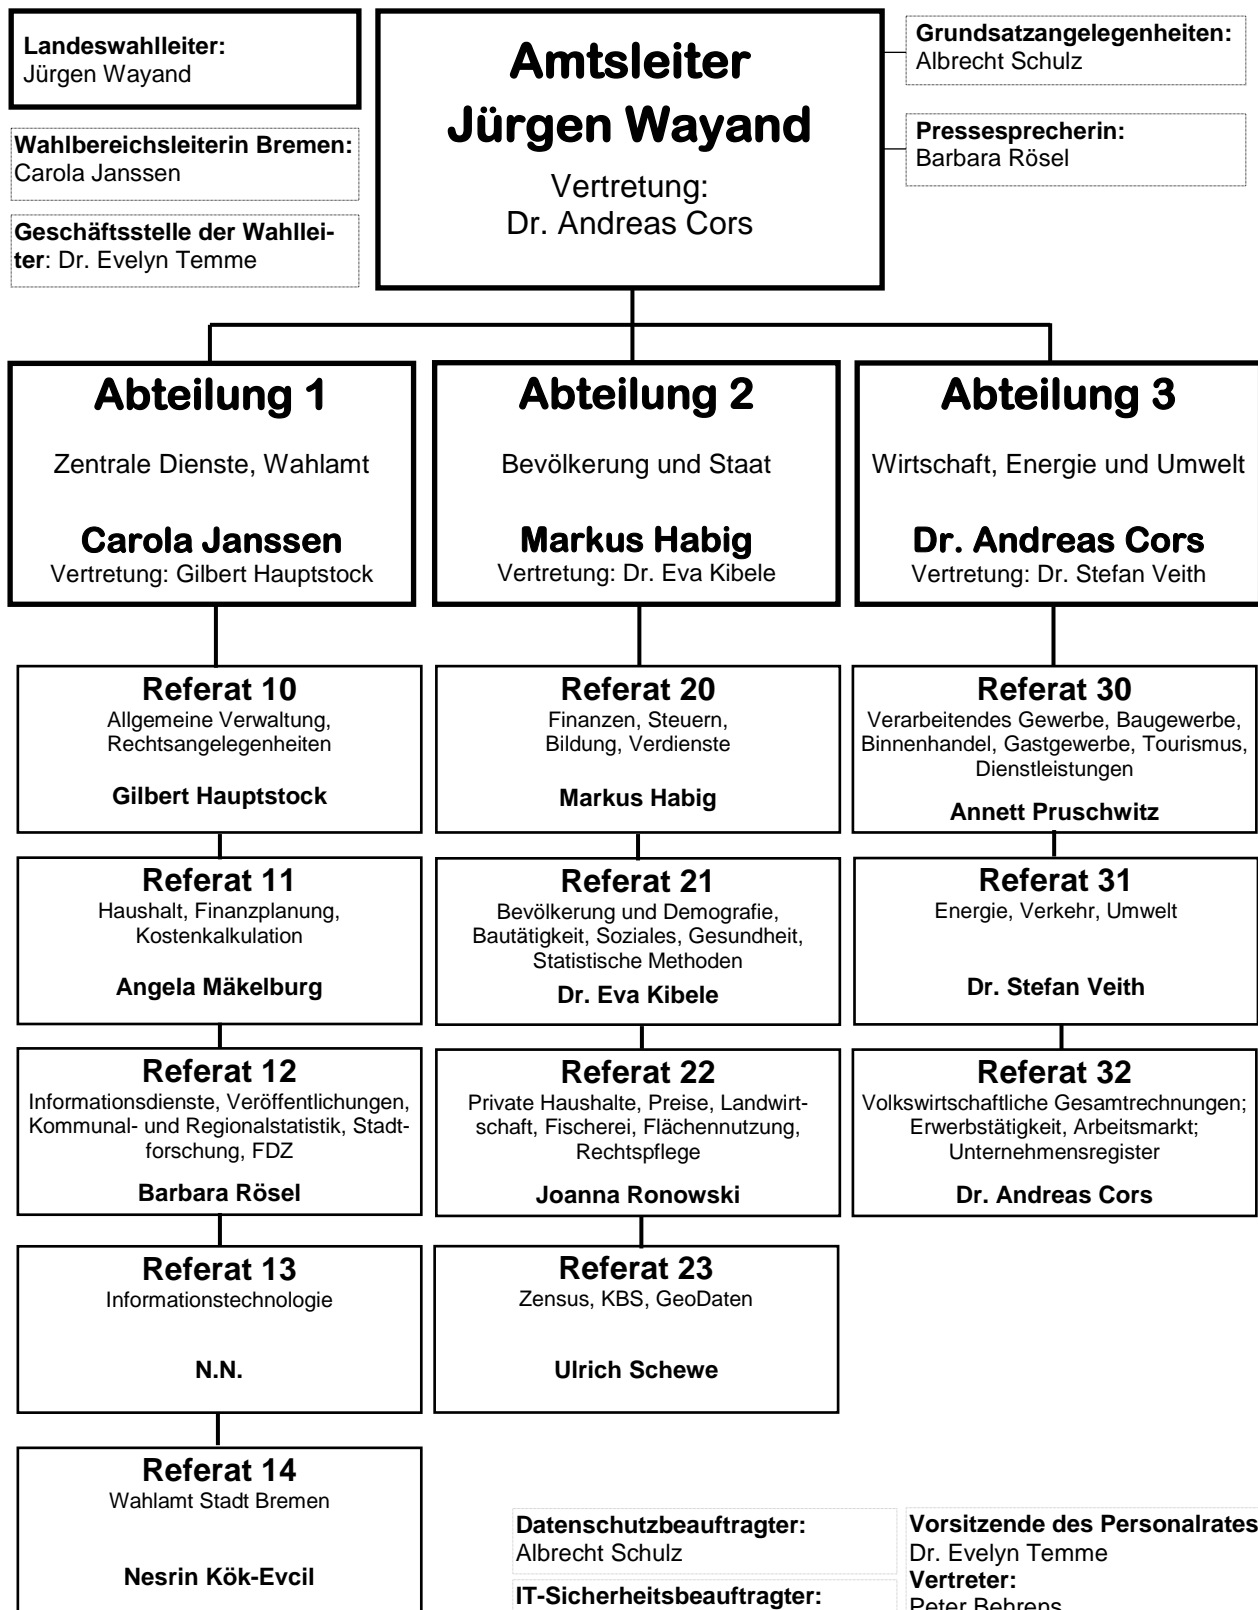 Landeswahlleiter:
Jürgen Wayand
Wahlbereichsleiterin Bremen:
Carola Janssen
Geschäftsstelle der Wahllei-
ter: Dr. Evelyn Temme
Amtsleiter
Jürgen Wayand
Vertretung:
Dr. Andreas Cors
Grundsatzangelegenheiten:
Albrecht Schulz
Pressesprecherin:
Barbara Rösel
Abteilung 1
Zentrale Dienste, Wahlamt
Carola Janssen
Vertretung: Gilbert Hauptstock
Abteilung 2
Bevölkerung und Staat
Markus Habig
Vertretung: Dr. Eva Kibele
Abteilung 3
Wirtschaft, Energie und Umwelt
Dr. Andreas Cors
Vertretung: Dr. Stefan Veith
Referat 10
Allgemeine Verwaltung,
Rechtsangelegenheiten
Gilbert Hauptstock
Referat 20
Finanzen, Steuern,
Bildung, Verdienste
Markus Habig
Referat 30
Verarbeitendes Gewerbe, Baugewerbe,
Binnenhandel, Gastgewerbe, Tourismus,
Dienstleistungen
Annett Pruschwitz
Referat 11
Haushalt, Finanzplanung,
Kostenkalkulation
Angela Mäkelburg
Referat 21
Bevölkerung und Demografie,
Bautätigkeit, Soziales, Gesundheit,
Statistische Methoden
Dr. Eva Kibele
Referat 31
Energie, Verkehr, Umwelt
Dr. Stefan Veith
Referat 12
Informationsdienste, Veröffentlichungen,
Kommunal- und Regionalstatistik, Stadt-
forschung, FDZ
Barbara Rösel
Referat 22
Private Haushalte, Preise, Landwirt-
schaft, Fischerei, Flächennutzung,
Rechtspflege
Joanna Ronowski
Referat 32
Volkswirtschaftliche Gesamtrechnungen;
Erwerbstätigkeit, Arbeitsmarkt;
Unternehmensregister
Dr. Andreas Cors
Referat 13
Informationstechnologie
N.N.
Referat 23
Zensus, KBS, GeoDaten
Ulrich Schewe
Referat 14
Wahlamt Stadt Bremen
Nesrin Kök-Evcil
Datenschutzbeauftragter:
Albrecht Schulz
IT-Sicherheitsbeauftragter:
Vorsitzende des Personalrates
Dr. Evelyn Temme
Vertreter:
Peter Behrens